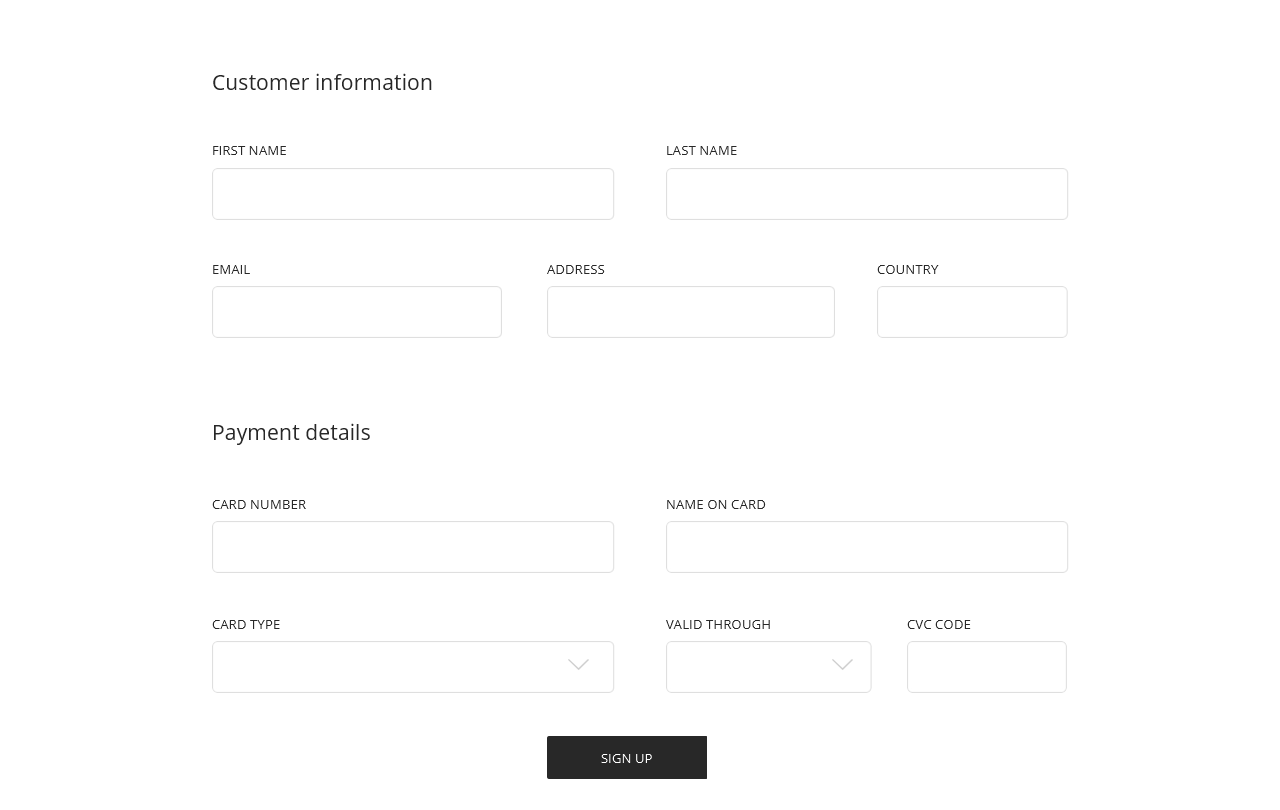 Customer information
FIRST NAME
LAST NAME
EMAIL
ADDRESS
COUNTRY
Payment details
CARD NUMBER
NAME ON CARD
CARD TYPE
VALID THROUGH
CVC CODE
SIGN UP